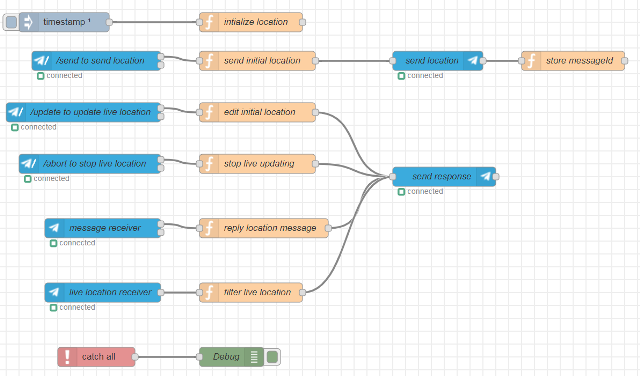 timestamp ¹
intialize location
/send to send location
send initial location
send location
store messageId
connected
connected
/update to update live location
edit initial location
connected
/abort to stop live location
stop live updating
send response
connected
connected
message receiver
reply location message
connected
live location receiver
filter live location
connected
catch all
Debug